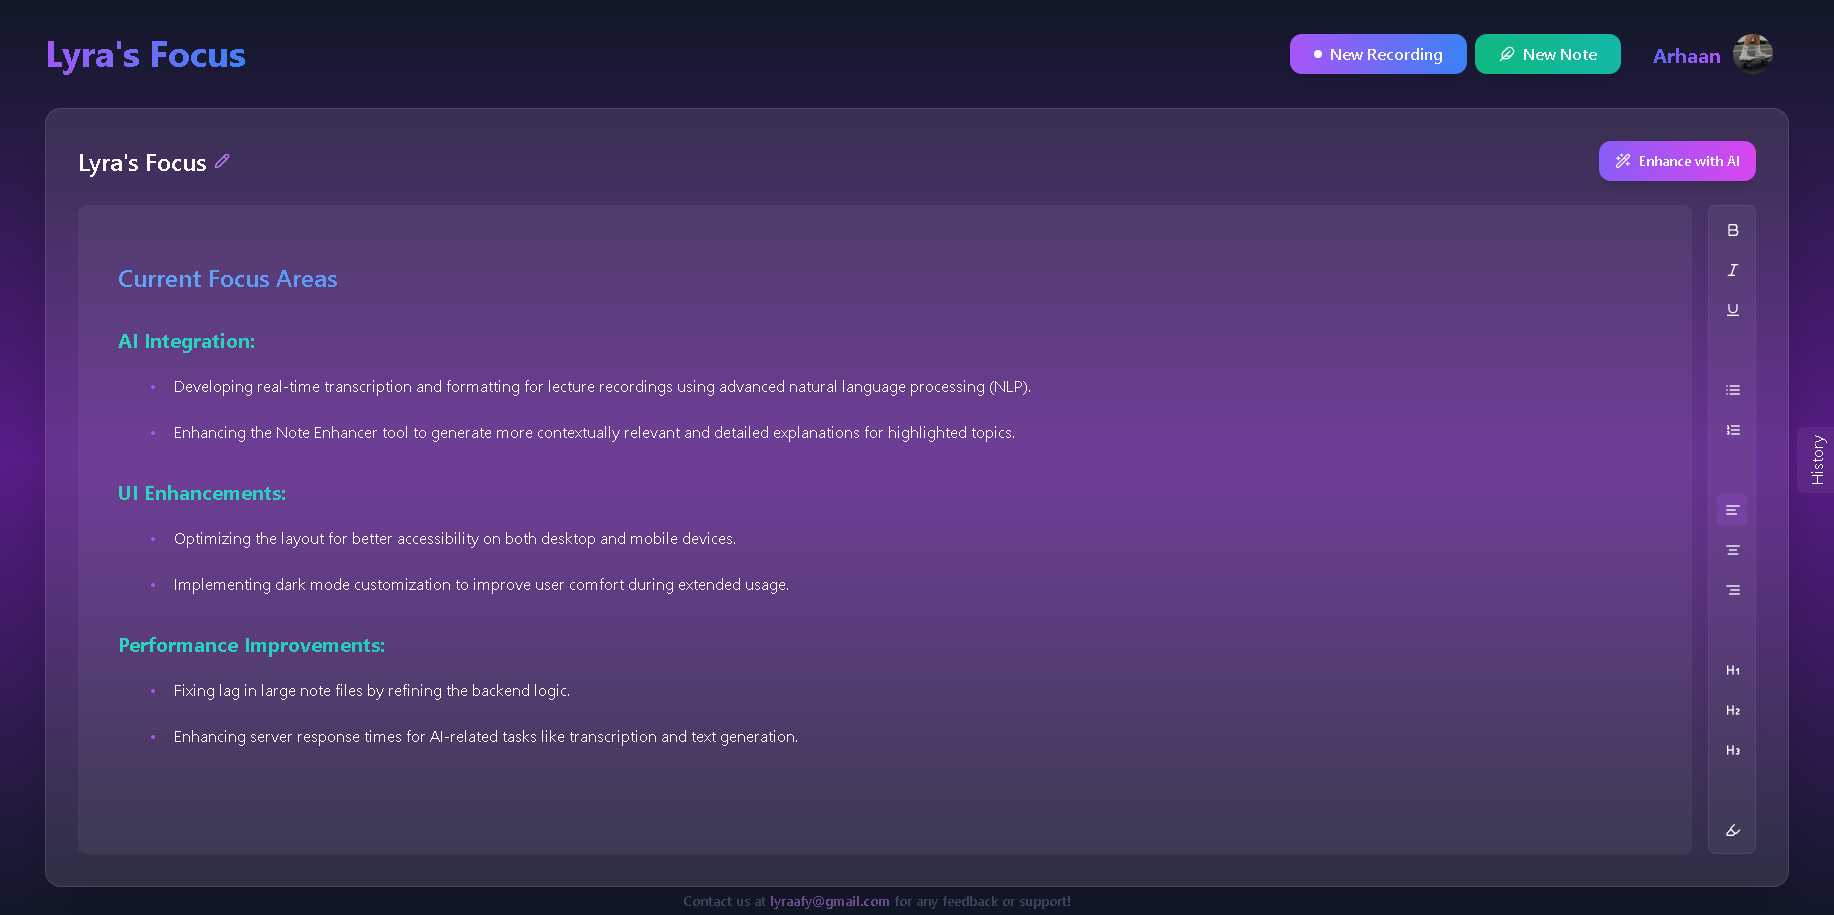 Lyra's Focus
New Recording
New Note
Arhaan
Lyra's Focus
Enhance with AI
Current Focus Areas
AI Integration:
• Developing real-time transcription and formatting for lecture recordings using advanced natural language processing (NLP).
• Enhancing the Note Enhancer tool to generate more contextually relevant and detailed explanations for highlighted topics.
UI Enhancements:
• Optimizing the layout for better accessibility on both desktop and mobile devices.
• Implementing dark mode customization to improve user comfort during extended usage.
Performance Improvements:
• Fixing lag in large note files by refining the backend logic.
• Enhancing server response times for AI-related tasks like transcription and text generation.
B
I
U
H1
H2
H3
History
Contact us at lyraafy@gmail.com for any feedback or support!